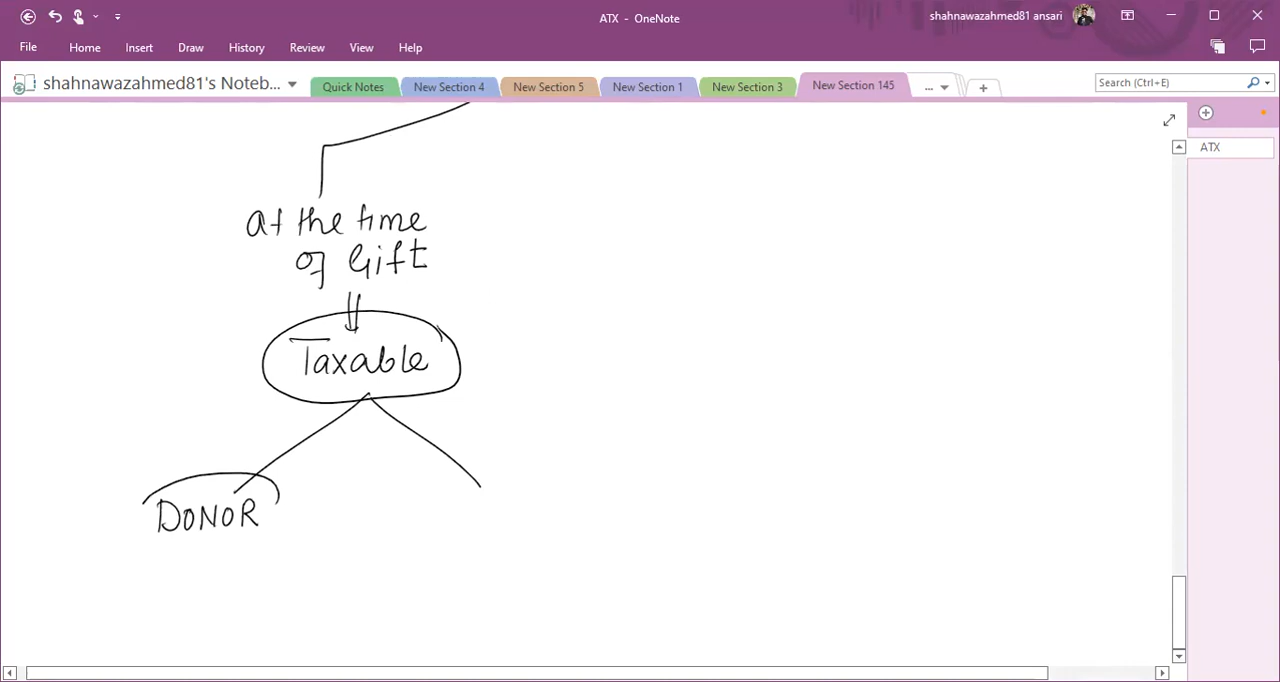 ATX - OneNote
shahnawazahmed81 ansari
File Home Insert Draw History Review View Help
shahnawazahmed81's Noteb... Quick Notes New Section 4 New Section 5 New Section 1 New Section 3 New Section 145 ... Search (Ctrl+E)
ATX
at the time
of Gift
Taxable
DONOR